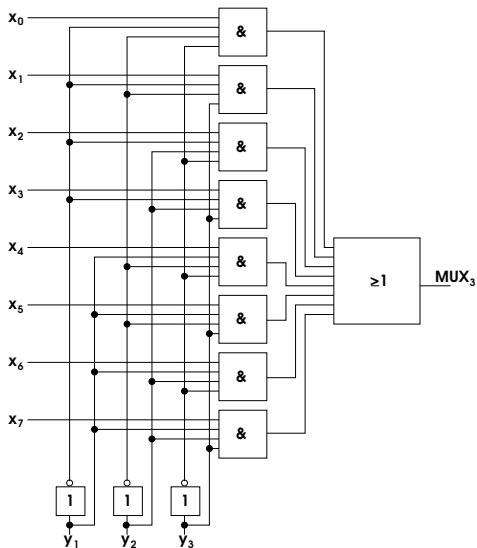 x₀
&
x₁
&
x₂
&
x₃
&
x₄
&
≥1
MUX₃
x₅
&
x₆
&
x₇
&
1
1
1
y₁
y₂
y₃